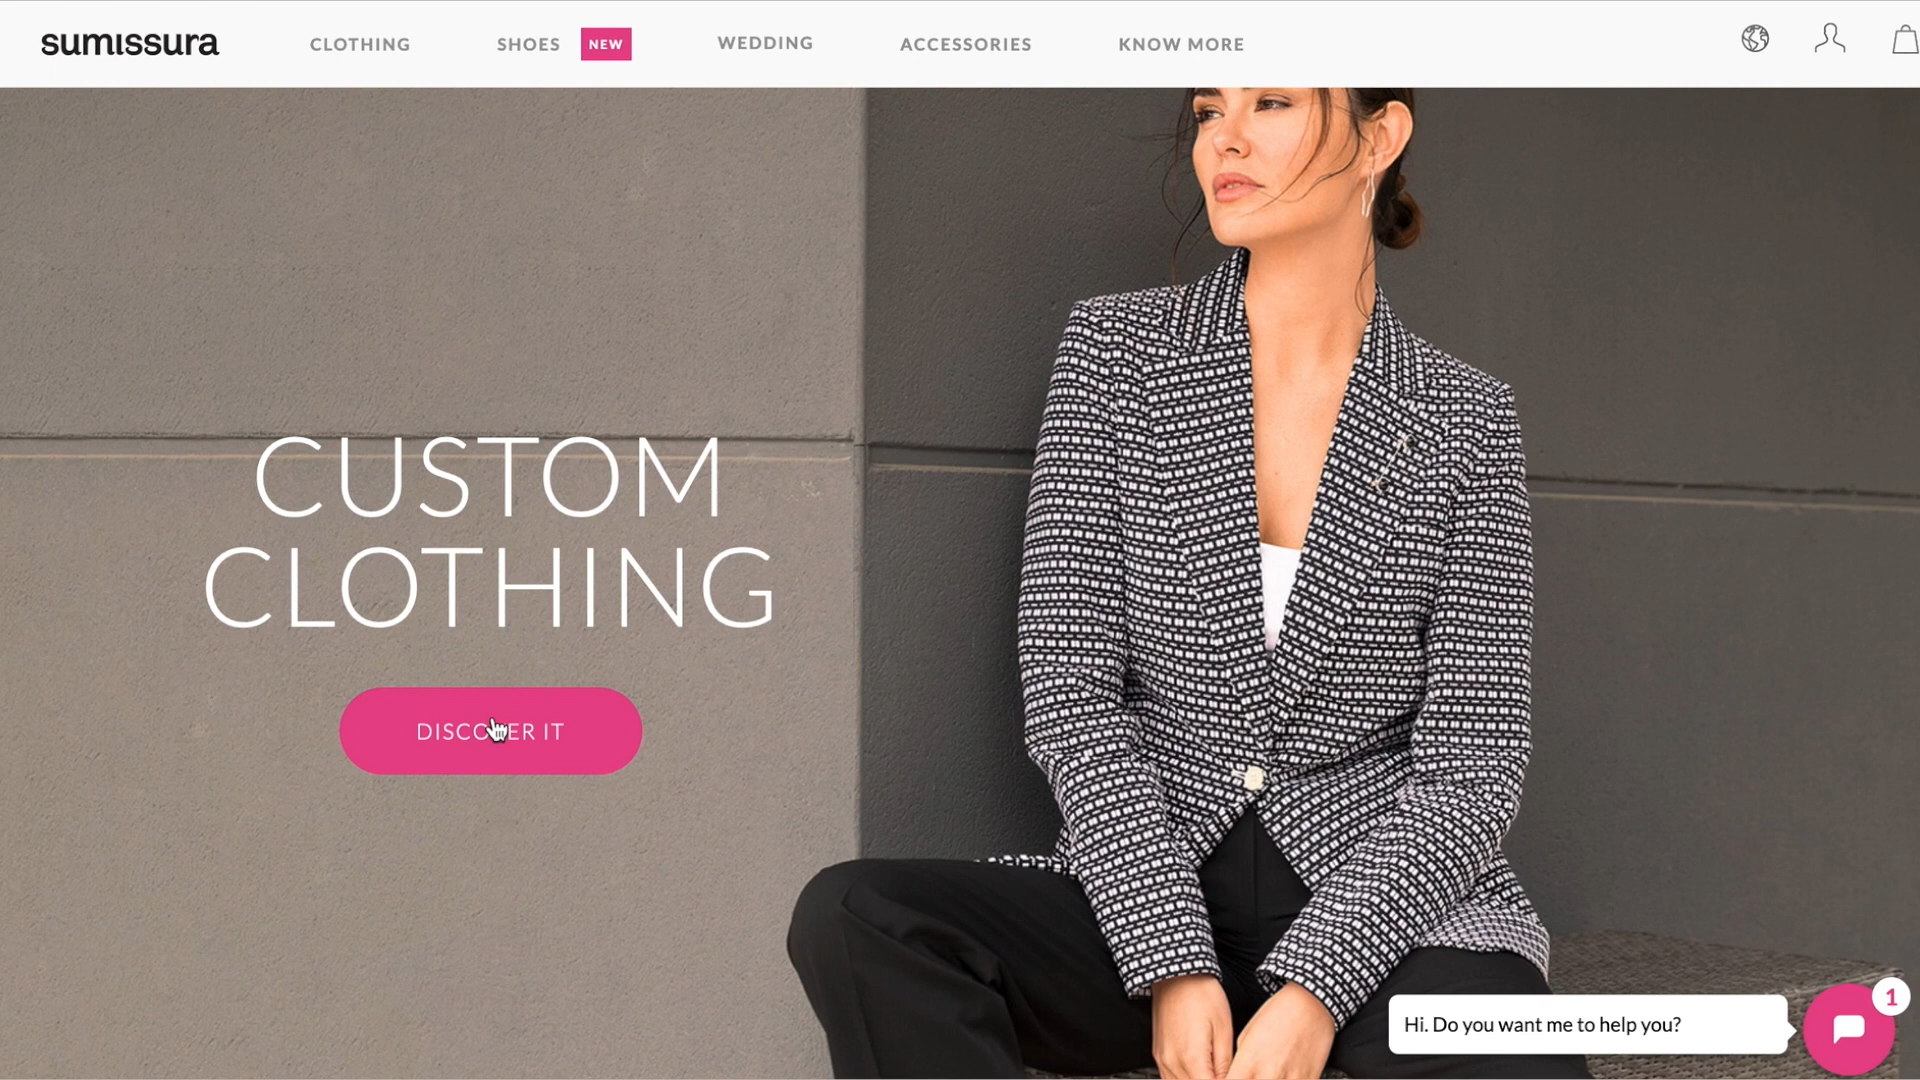 sumissura
CLOTHING
SHOES NEW
WEDDING
ACCESSORIES
KNOW MORE
CUSTOM
CLOTHING
DISCOVER IT
Hi. Do you want me to help you?
1